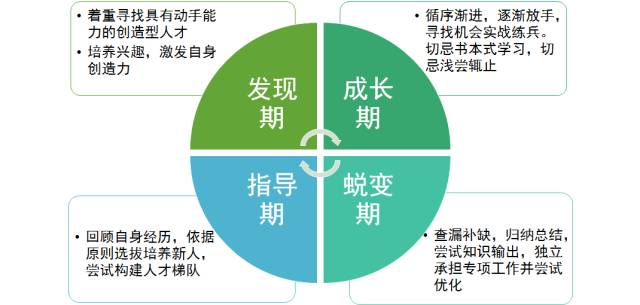 • 着重寻找具有动手能
力的创造型人才
• 培养兴趣，激发自身
创造力
• 循序渐进，逐渐放手，
寻找机会实战练兵。
切忌书本式学习，切
忌浅尝辄止
发现
期
成长
期
指导
期
蜕变
期
• 回顾自身经历，依据
原则选拔培养新人，
尝试构建人才梯队
• 查漏补缺，归纳总结，
尝试知识输出，独立
承担专项工作并尝试
优化